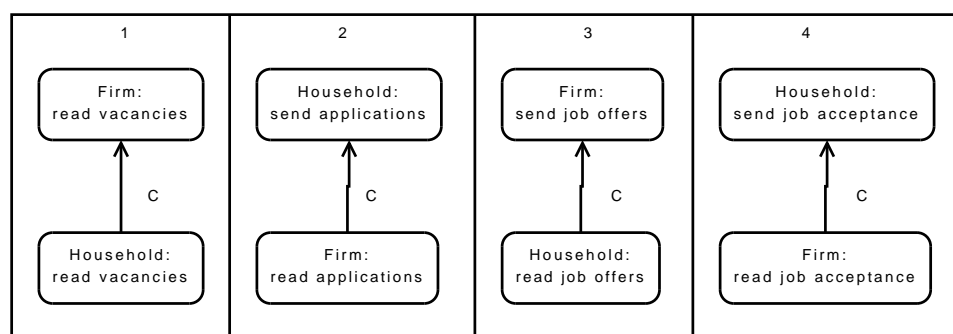 1
Firm:
read vacancies
C
Household:
read vacancies
2
Household:
send applications
C
Firm:
read applications
3
Firm:
send job offers
C
Household:
read job offers
4
Household:
send job acceptance
C
Firm:
read job acceptance